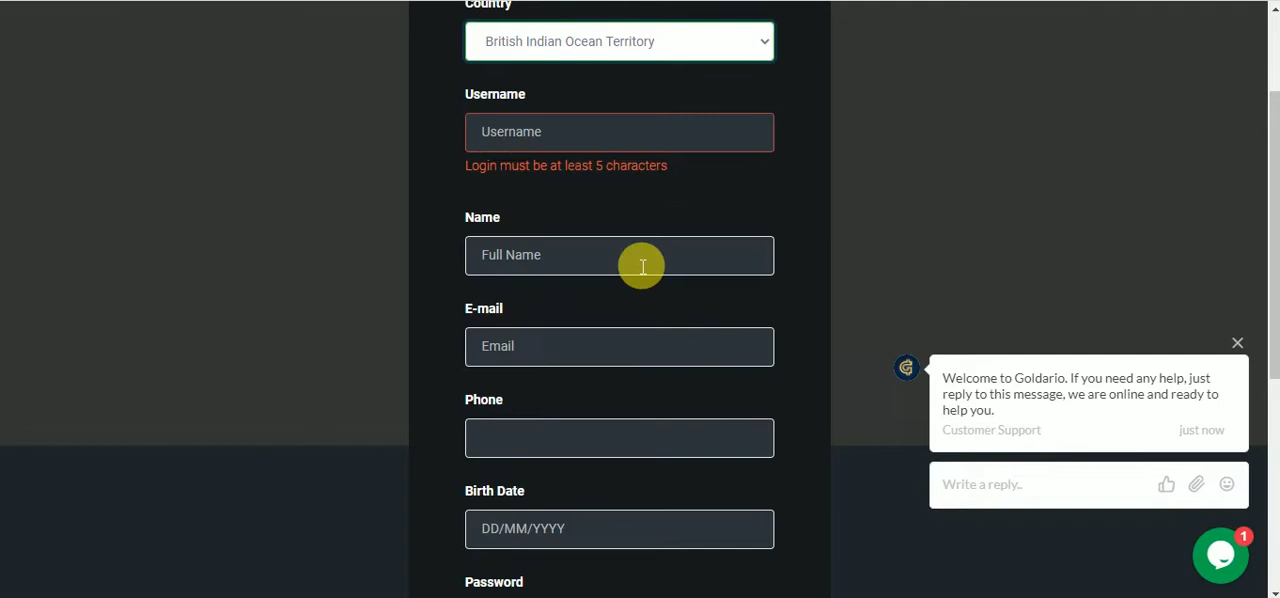 Country
British Indian Ocean Territory
Username
Username
Login must be at least 5 characters
Name
Full Name
E-mail
Email
Phone
Birth Date
DD/MM/YYYY
Password
Welcome to Goldario. If you need any help, just
reply to this message, we are online and ready to
help you.
Customer Support just now
Write a reply..
1